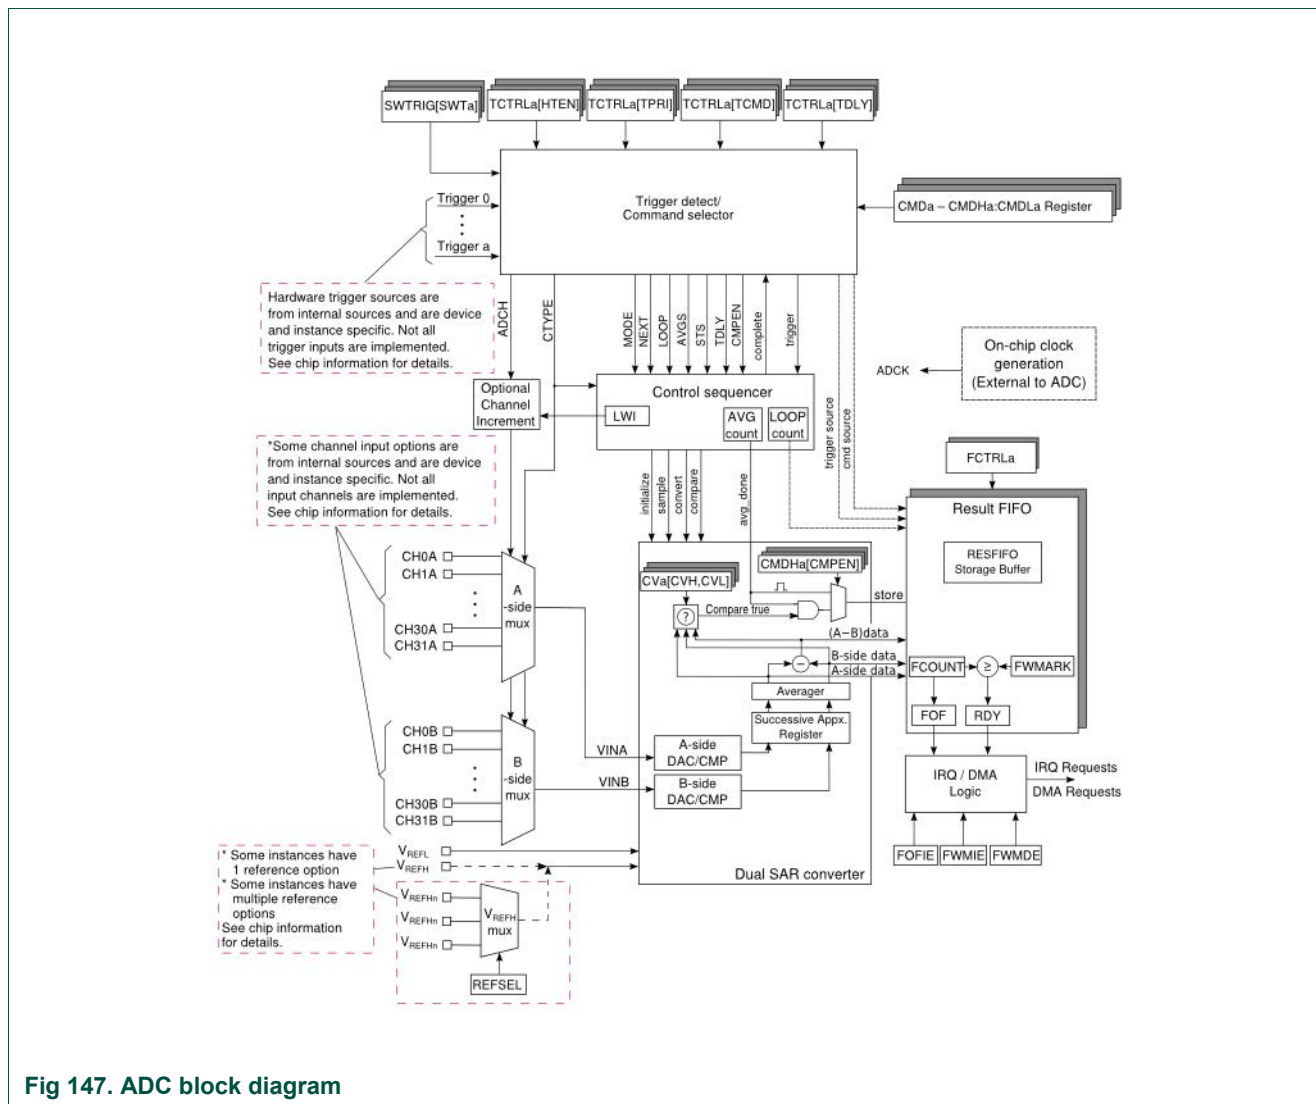 SWTRIG[SWTa]
TCTRLa[HTEN]
TCTRLa[TPRI]
TCTRLa[TCMD]
TCTRLa[TDLY]
Trigger detect/
Command selector
CMDa – CMDHa:CMDLa Register
Trigger 0
Trigger a
Hardware trigger sources are
from internal sources and are device
and instance specific. Not all
trigger inputs are implemented.
See chip information for details.
ADCH
CTYPE
MODE
NEXT
LOOP
AVGS
STS
TDLY
CMPEN
complete
trigger
trigger source
cmd source
On-chip clock
generation
(External to ADC)
ADCK
Optional
Channel
Increment
Control sequencer
LWI
AVG
count
LOOP
count
*Some channel input options are
from internal sources and are device
and instance specific. Not all
input channels are implemented.
See chip information for details.
initialize
sample
convert
compare
avg_done
FCTRLa
Result FIFO
RESFIFO
Storage Buffer
CH0A
CH1A
CH30A
CH31A
A
-side
mux
CVa[CVH,CVL]
CMDHa[CMPEN]
?
Compare true
store
(A−B)data
B-side data
A-side data
−
Averager
Successive Appx.
Register
FCOUNT
≥
FWMARK
FOF
RDY
CH0B
CH1B
CH30B
CH31B
B
-side
mux
VINA
VINB
A-side
DAC/CMP
B-side
DAC/CMP
IRQ / DMA
Logic
IRQ Requests
DMA Requests
FOFIE
FWMIE
FWMDE
Dual SAR converter
VREFL
VREFH
* Some instances have
1 reference option
* Some instances have
multiple reference
options
See chip information
for details.
VREFHn
VREFHn
VREFHn
VREFH
mux
REFSEL
Fig 147. ADC block diagram